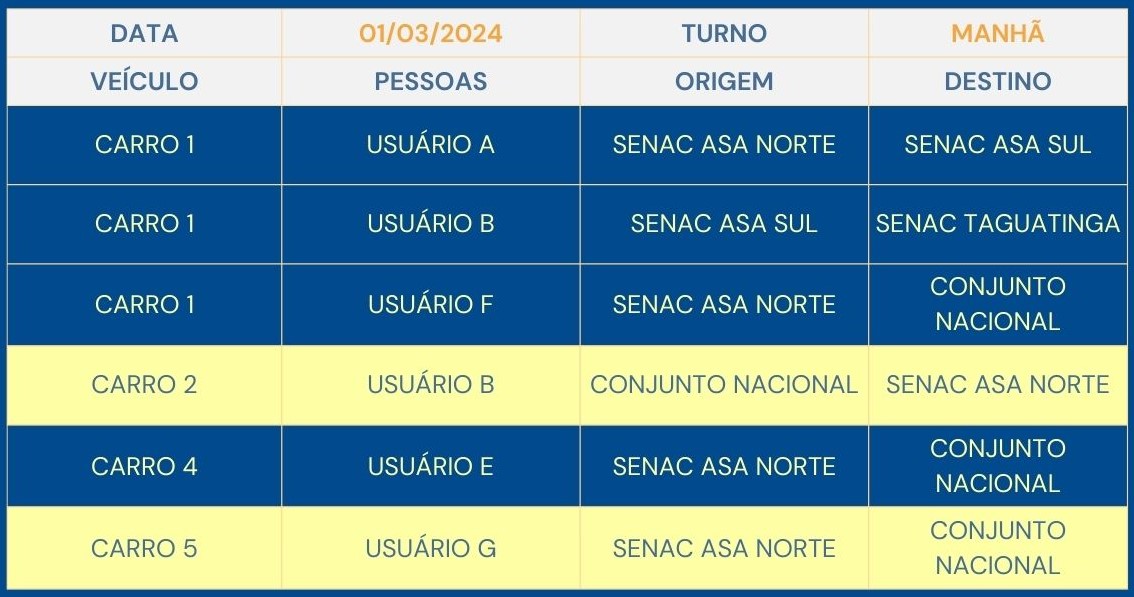 DATA 01/03/2024 TURNO MANHÃ
VEÍCULO PESSOAS ORIGEM DESTINO
CARRO 1 USUÁRIO A SENAC ASA NORTE SENAC ASA SUL
CARRO 1 USUÁRIO B SENAC ASA SUL SENAC TAGUATINGA
CARRO 1 USUÁRIO F SENAC ASA NORTE CONJUNTO
NACIONAL
CARRO 2 USUÁRIO B CONJUNTO NACIONAL SENAC ASA NORTE
CARRO 4 USUÁRIO E SENAC ASA NORTE CONJUNTO
NACIONAL
CARRO 5 USUÁRIO G SENAC ASA NORTE CONJUNTO
NACIONAL